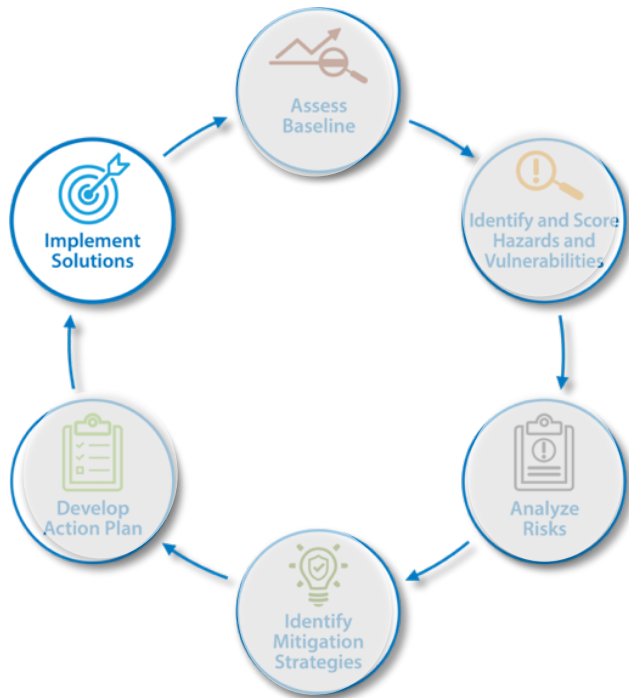 Assess
Baseline
Identify and Score
Hazards and
Vulnerabilities
Analyze
Risks
Identify
Mitigation
Strategies
Develop
Action Plan
Implement
Solutions